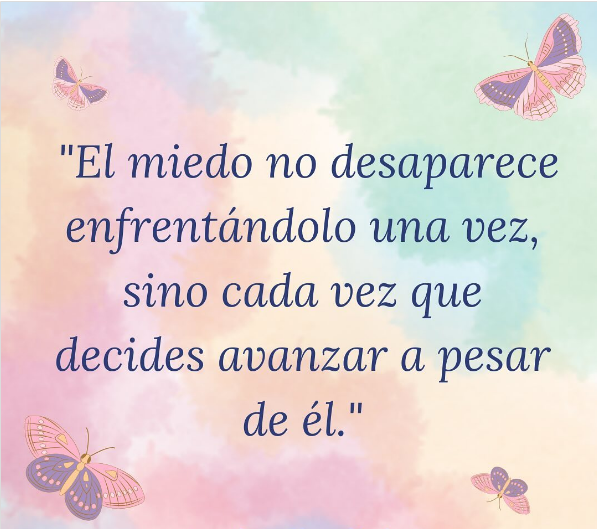 "El miedo no desaparece
enfrentándolo una vez,
sino cada vez que
decides avanzar a pesar
de él."